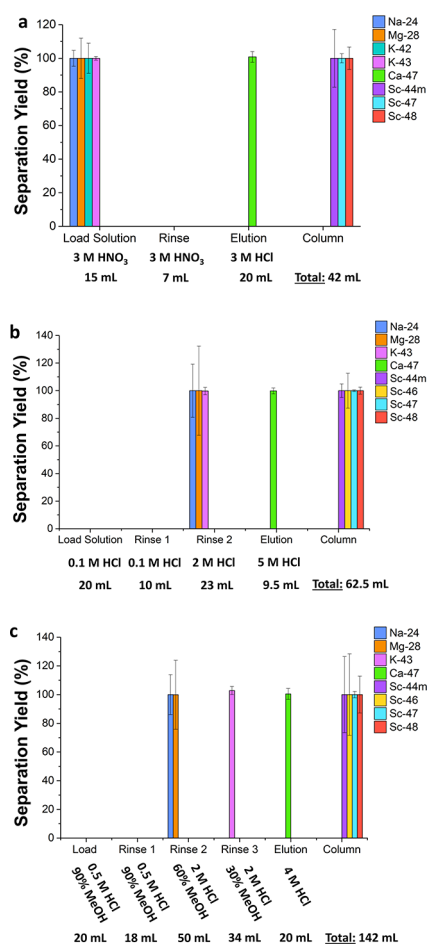 a
Separation Yield (%)
120
100
80
60
40
20
0
Na-24
Mg-28
K-42
K-43
Ca-47
Sc-44m
Sc-47
Sc-48
Load Solution Rinse Elution Column
3 M HNO3 3 M HNO3 3 M HCl
15 mL 7 mL 20 mL Total: 42 mL
b
Separation Yield (%)
140
120
100
80
60
40
20
0
Na-24
Mg-28
K-43
Ca-47
Sc-44m
Sc-46
Sc-47
Sc-48
Load Solution Rinse 1 Rinse 2 Elution Column
0.1 M HCl 0.1 M HCl 2 M HCl 5 M HCl
20 mL 10 mL 23 mL 9.5 mL Total: 62.5 mL
c
Separation Yield (%)
140
120
100
80
60
40
20
0
Na-24
Mg-28
K-43
Ca-47
Sc-44m
Sc-46
Sc-47
Sc-48
Load Rinse 1 Rinse 2 Rinse 3 Elution Column
0.5 M HCl
90% MeOH
0.5 M HCl
90% MeOH
2 M HCl
60% MeOH
2 M HCl
30% MeOH
4 M HCl
20 mL 18 mL 50 mL 34 mL 20 mL Total: 142 mL